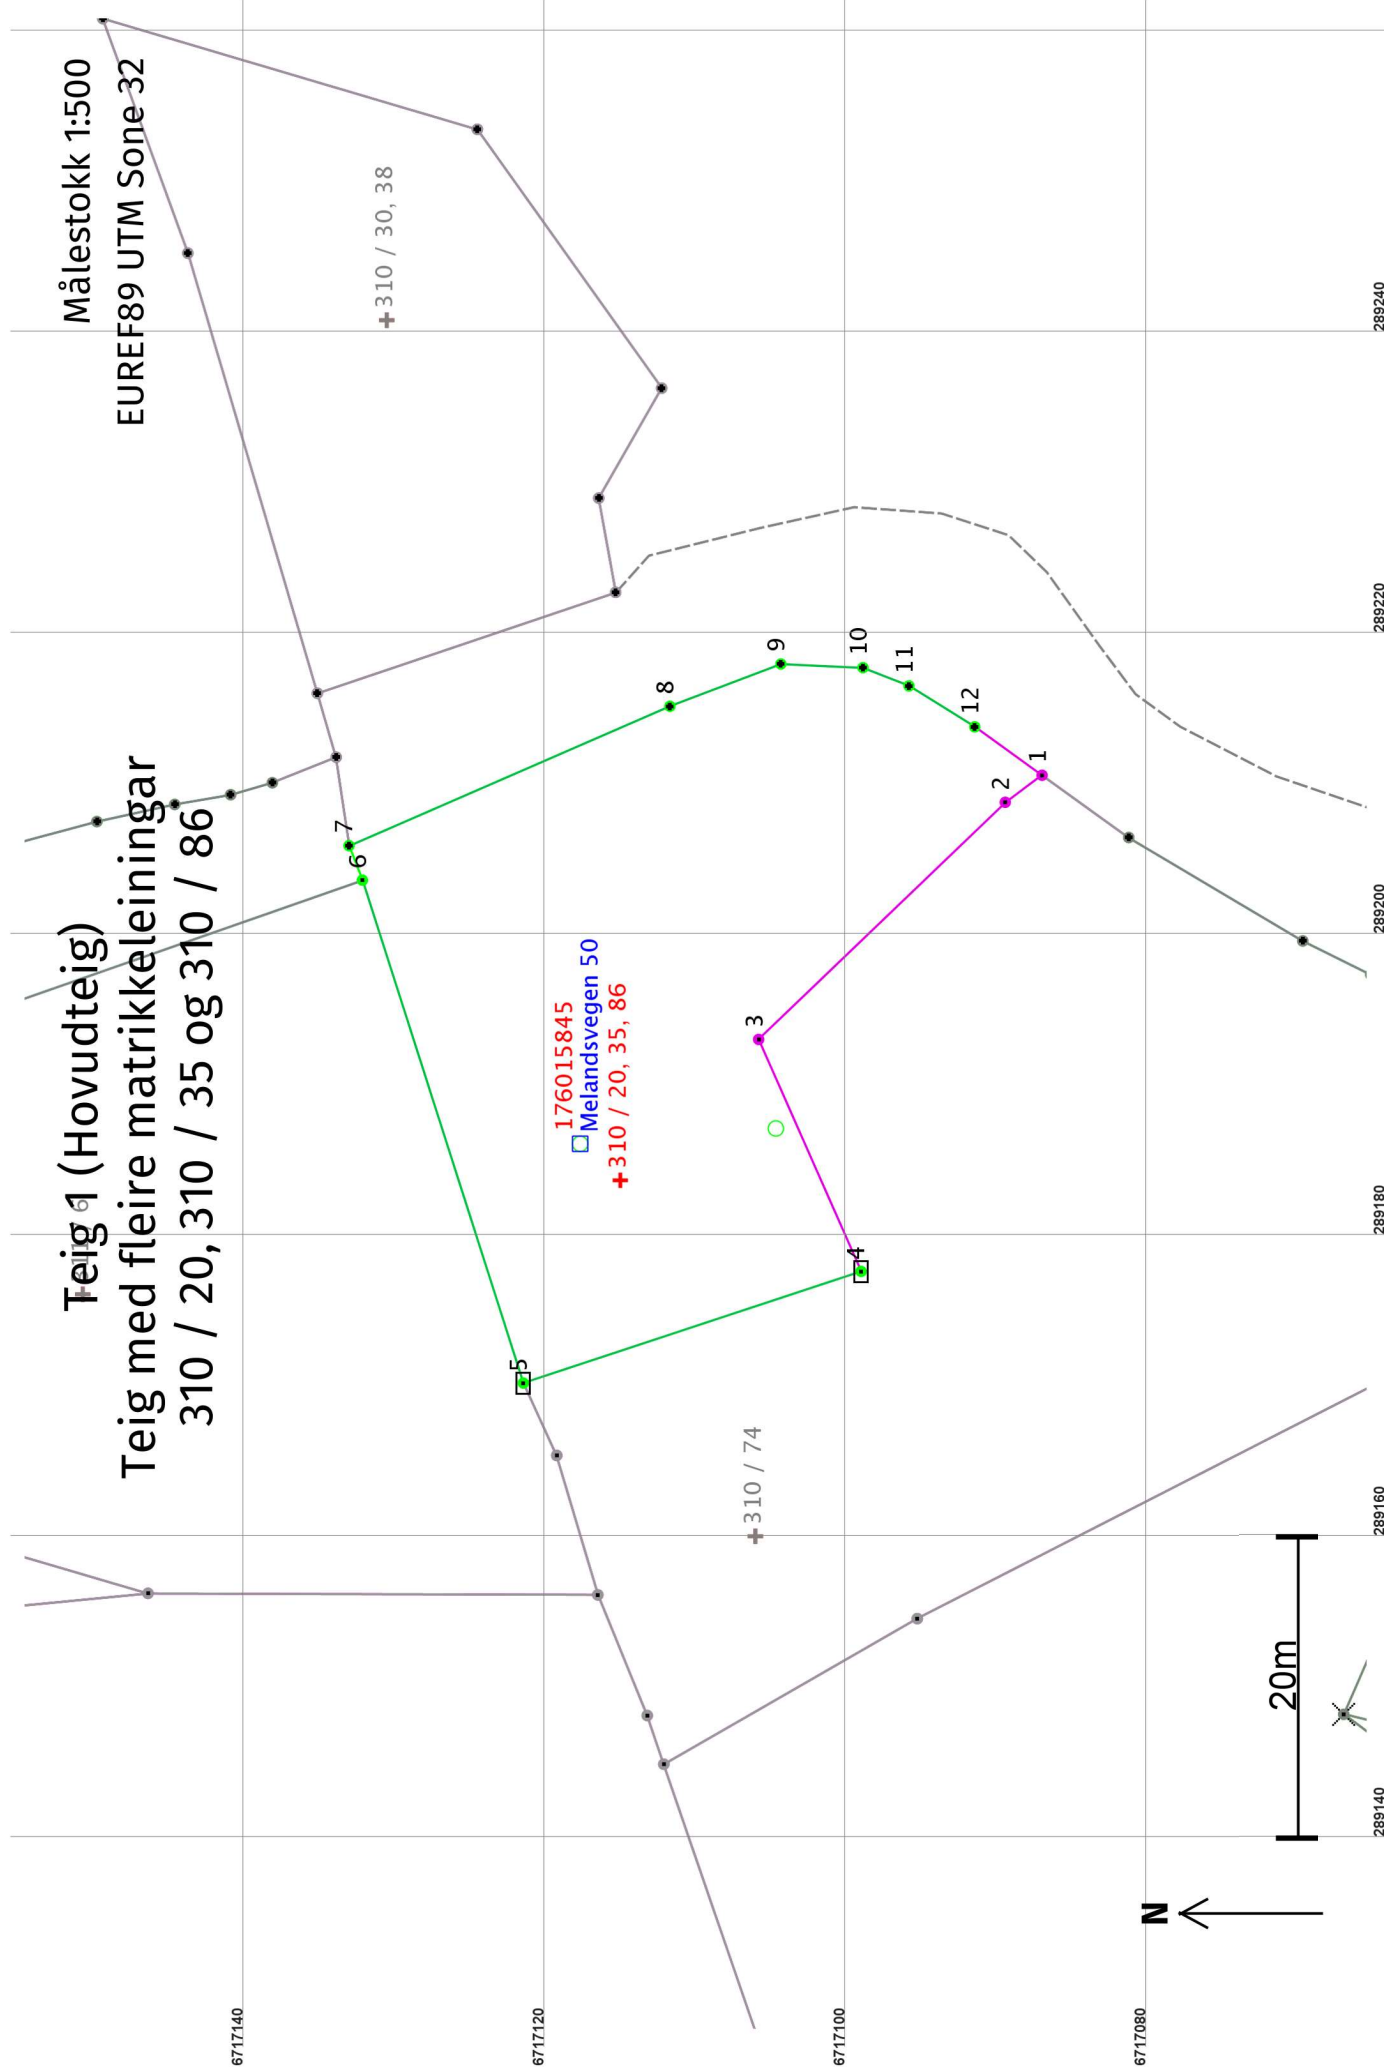 Teig 1 (Hovudteig)
Teig med fleire matrikkeleiningar
310 / 20, 310 / 35 og 310 / 86
Målestokk 1:500
EUREF89 UTM Sone 32
310 / 30, 38
7
6
5
176015845
Melandsvegen 50
310 / 20, 35, 86
8
9
10
11
12
1
2
3
4
310 / 74
20m
N
6717140
6717120
6717100
6717080
289140
289160
289180
289200
289220
289240